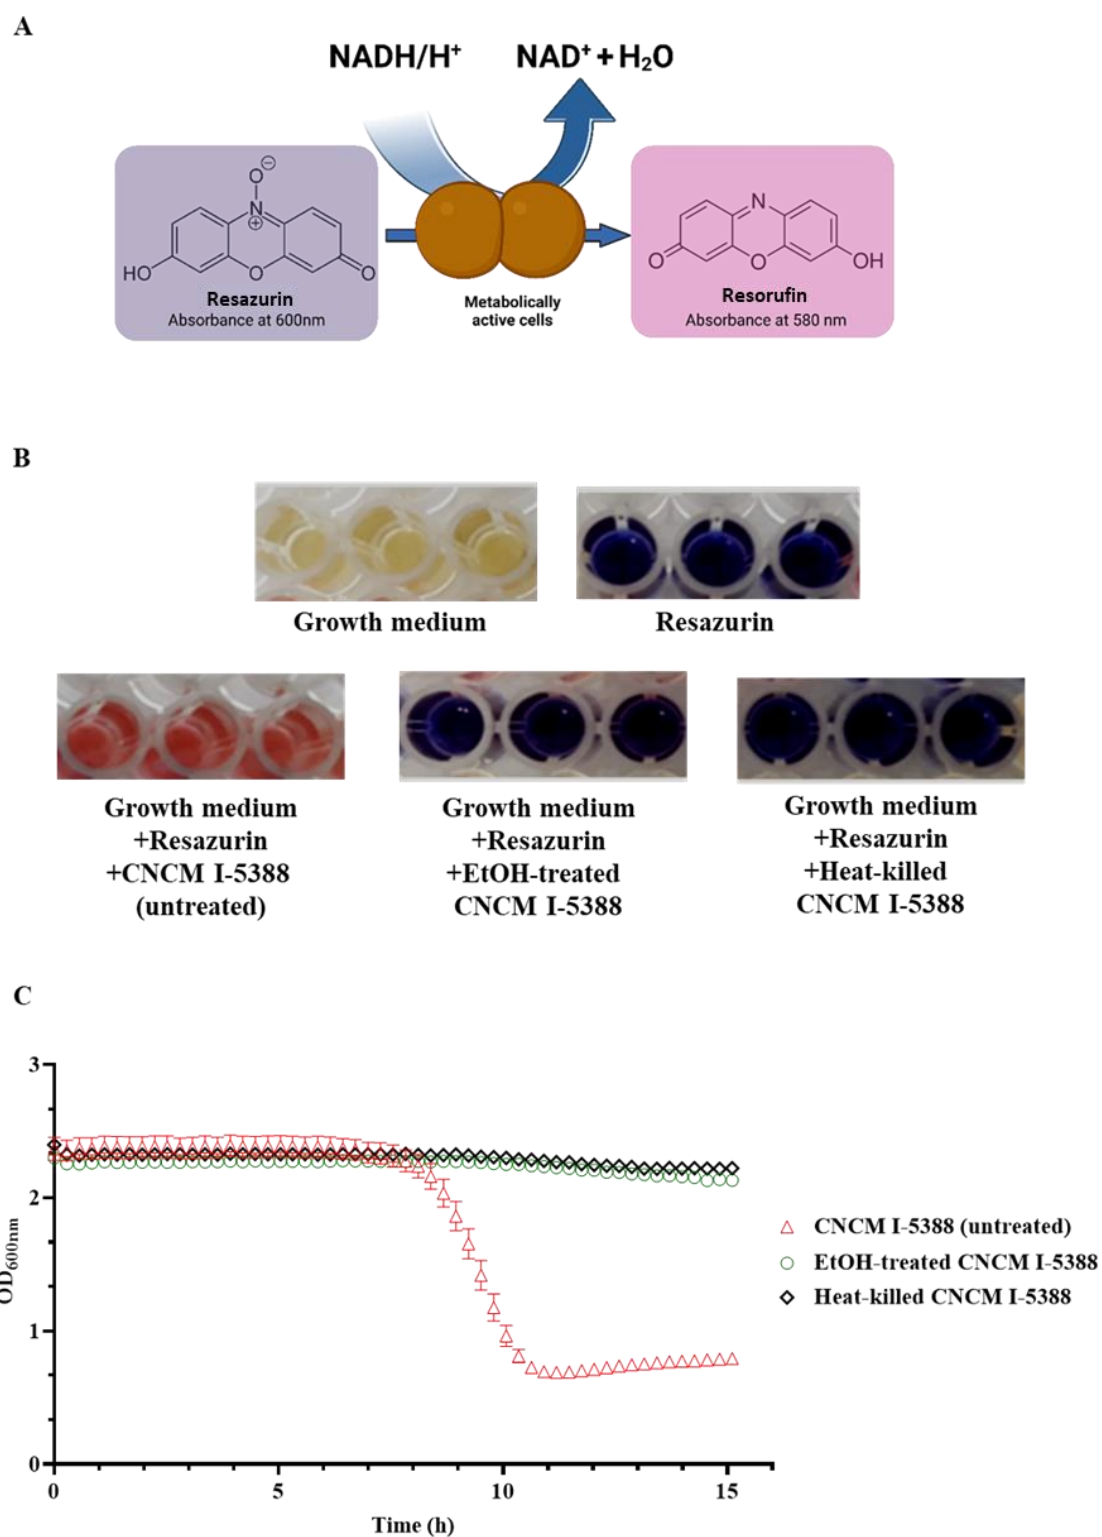 A
NADH/H⁺ NAD⁺ + H₂O
O⊖
N
⊕
HO O O
Resazurin
Absorbance at 600nm
Metabolically
active cells
N
O O OH
Resorufin
Absorbance at 580 nm
B
Growth medium
Resazurin
Growth medium
+Resazurin
+CNCM I-5388
(untreated)
Growth medium
+Resazurin
+EtOH-treated
CNCM I-5388
Growth medium
+Resazurin
+Heat-killed
CNCM I-5388
C
OD600nm
3
2
1
0
0 5 10 15
Time (h)
CNCM I-5388 (untreated)
EtOH-treated CNCM I-5388
Heat-killed CNCM I-5388